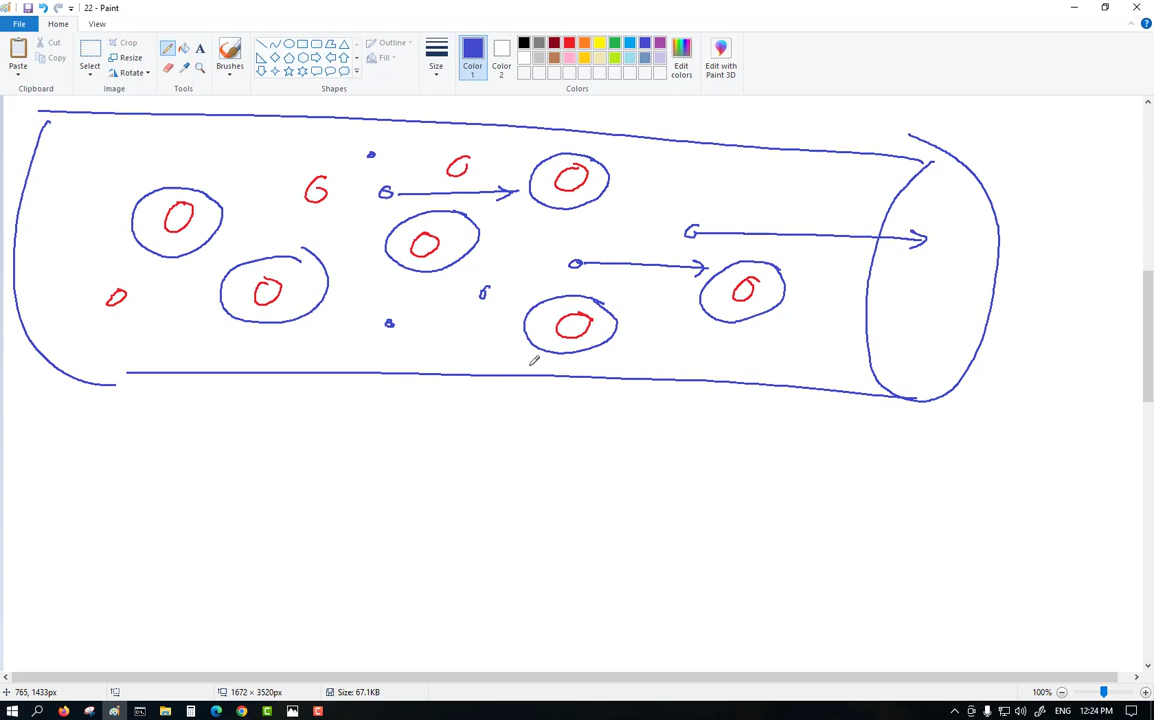 22 - Paint
File Home View
Paste Cut Copy Select Crop Resize Rotate A Brushes Outline Fill Size Color 1 Color 2 Edit colors Edit with Paint 3D
Clipboard Image Tools Shapes Colors
765, 1433px 1672 × 3520px Size: 67.1KB 100%
ENG 12:24 PM